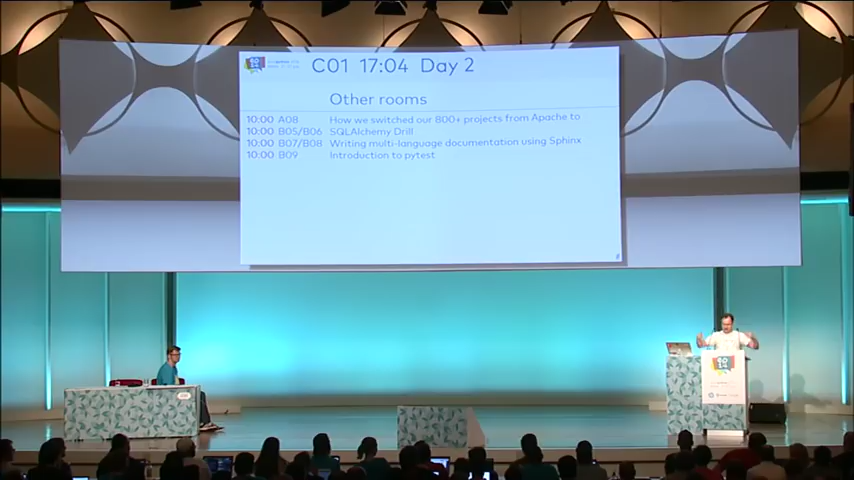 C01 17:04 Day 2
Other rooms
10:00 A08 How we switched our 800+ projects from Apache to
10:00 B05/B06 SQLAlchemy Drill
10:00 B07/B08 Writing multi-language documentation using Sphinx
10:00 B09 Introduction to pytest